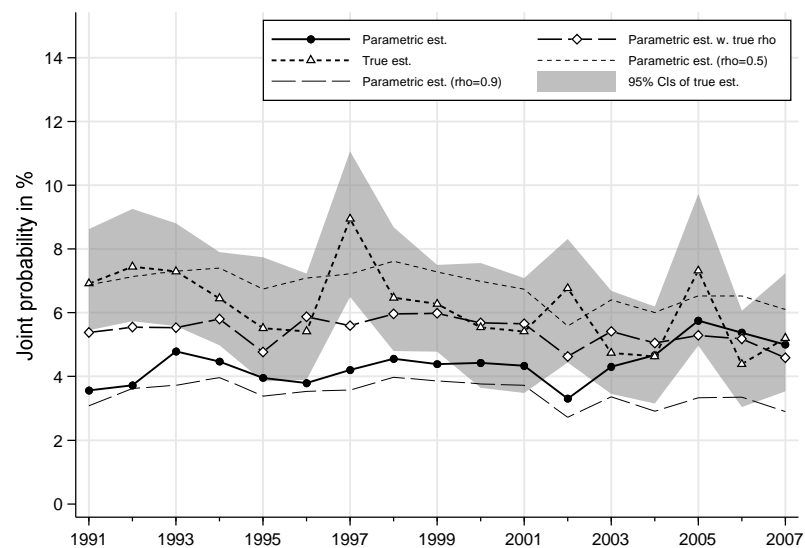 Parametric est.
Parametric est. w. true rho
True est.
Parametric est. (rho=0.5)
Parametric est. (rho=0.9)
95% CIs of true est.
Joint probability in %
14
12
10
8
6
4
2
0
1991 1993 1995 1997 1999 2001 2003 2005 2007